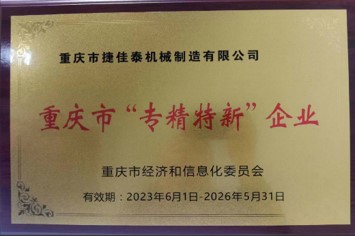 重庆市捷佳泰机械制造有限公司
重庆市“专精特新”企业
重庆市经济和信息化委员会
有效期：2023年6月1日-2026年5月31日